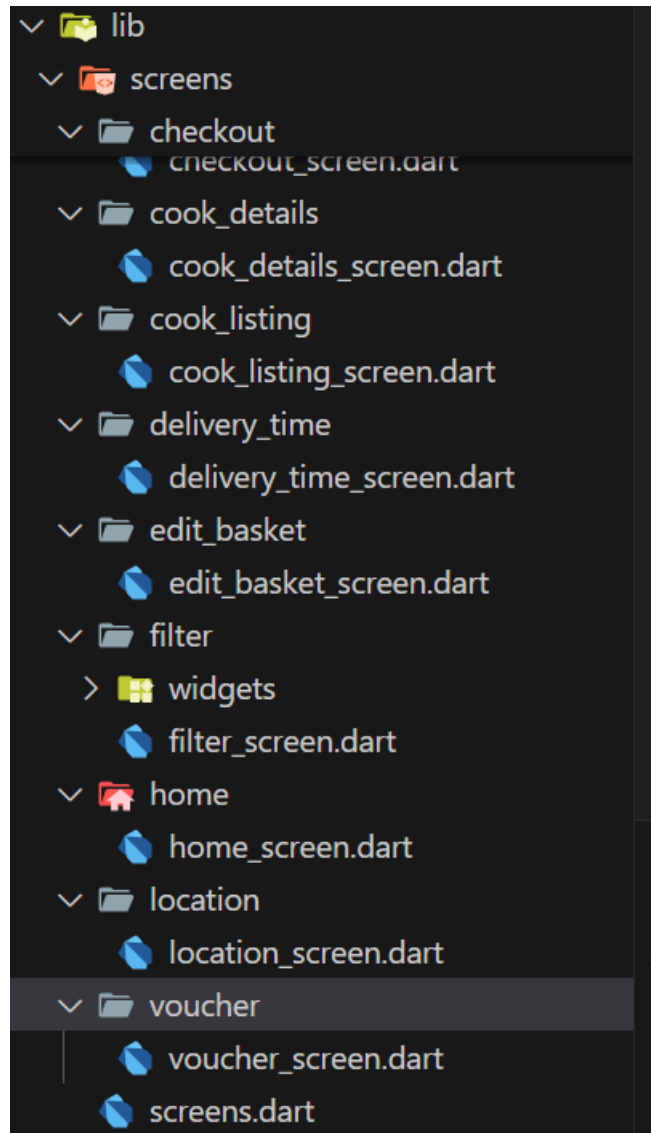 lib
screens
checkout
checkout_screen.dart
cook_details
cook_details_screen.dart
cook_listing
cook_listing_screen.dart
delivery_time
delivery_time_screen.dart
edit_basket
edit_basket_screen.dart
filter
widgets
filter_screen.dart
home
home_screen.dart
location
location_screen.dart
voucher
voucher_screen.dart
screens.dart